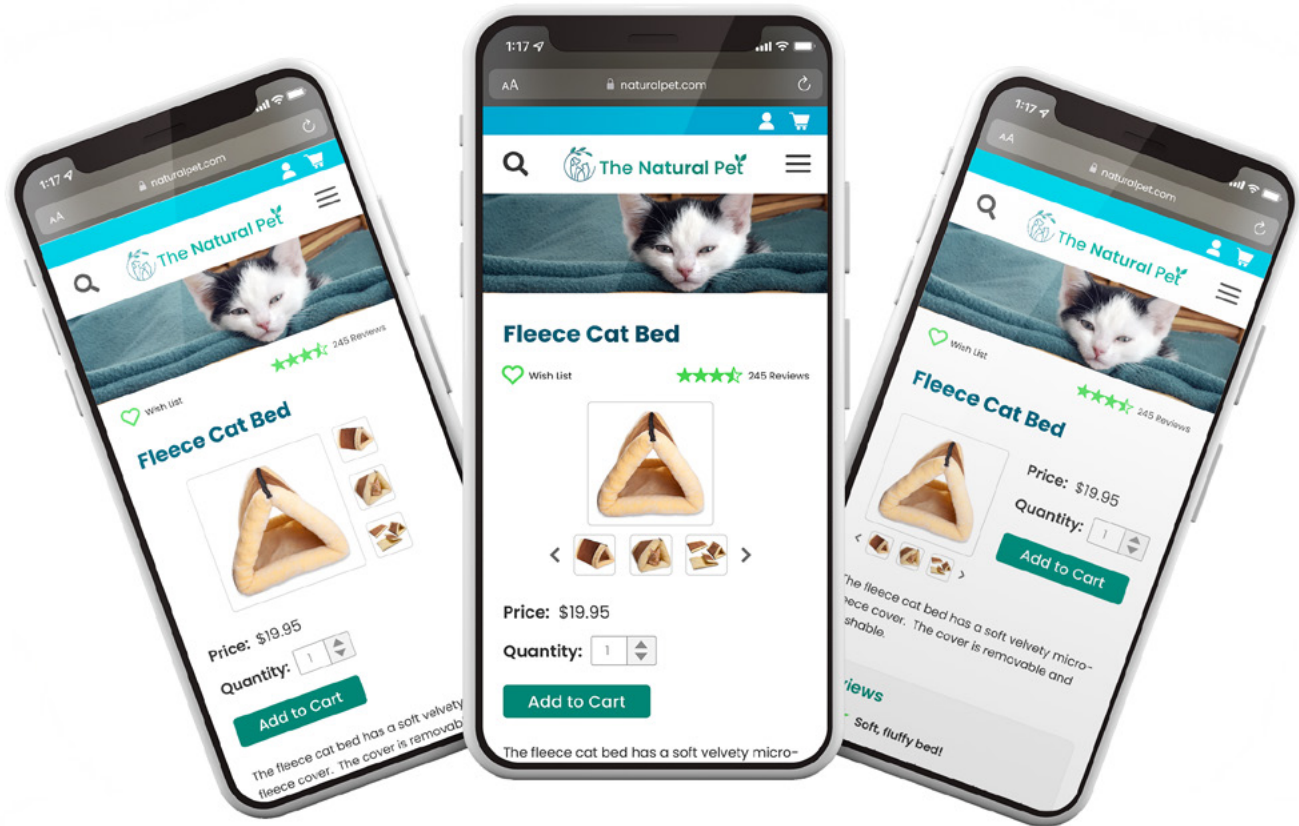 1:17
AA
naturalpet.com
The Natural Pet
245 Reviews
Wish List
Fleece Cat Bed
Price: $19.95
Quantity: 1
Add to Cart
The fleece cat bed has a soft velvety
fleece cover. The cover is
1:17
AA naturalpet.com
The Natural Pet
Fleece Cat Bed
Wish List 245 Reviews
Price: $19.95
Quantity: 1
Add to Cart
The fleece cat bed has a soft velvety micro-
1:17
AA
naturalpet.com
The Natural Pet
Wish List
245 Reviews
Fleece Cat Bed
Price: $19.95
Quantity: 1
Add to Cart
The fleece cat bed has a soft velvety micro-
cover. The cover is removable and
Soft, fluffy bed!